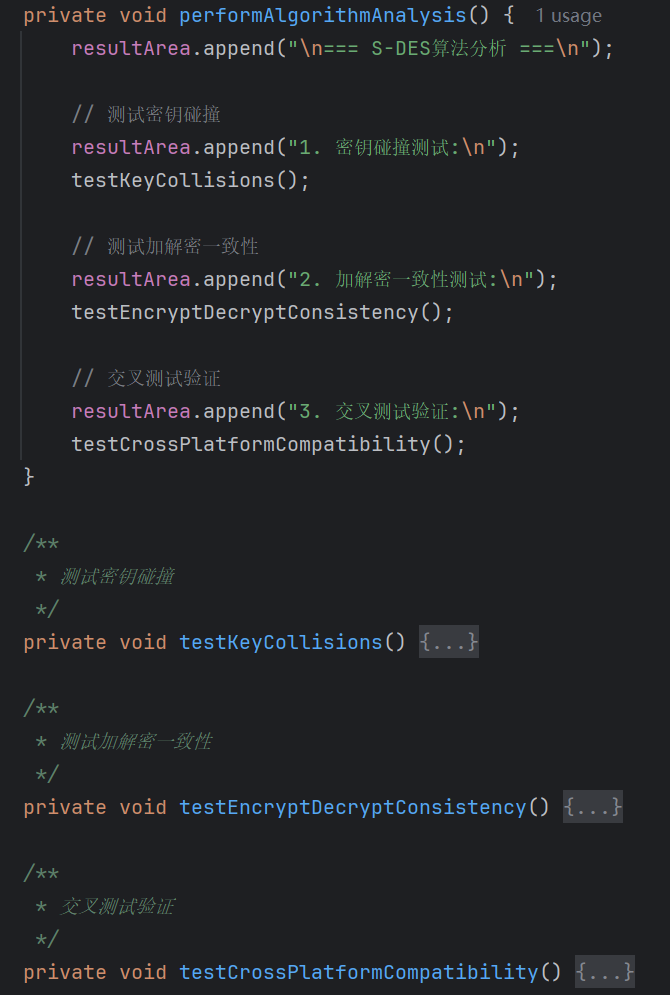 private void performAlgorithmAnalysis() { 1 usage
resultArea.append("\n=== S-DES算法分析 ===\n");
// 测试密钥碰撞
resultArea.append("1. 密钥碰撞测试:\n");
testKeyCollisions();
// 测试加解密一致性
resultArea.append("2. 加解密一致性测试:\n");
testEncryptDecryptConsistency();
// 交叉测试验证
resultArea.append("3. 交叉测试验证:\n");
testCrossPlatformCompatibility();
}
/**
* 测试密钥碰撞
*/
private void testKeyCollisions() {...}
/**
* 测试加解密一致性
*/
private void testEncryptDecryptConsistency() {...}
/**
* 交叉测试验证
*/
private void testCrossPlatformCompatibility() {...}